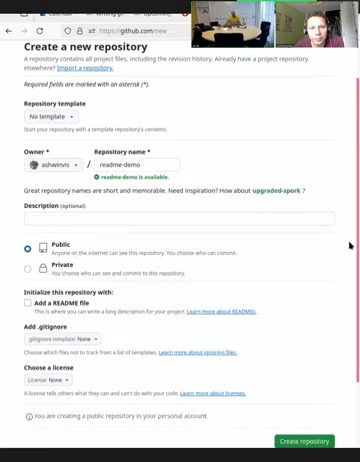 https://github.com/new
Create a new repository
A repository contains all project files, including the revision history. Already have a project repository
elsewhere? Import a repository.
Required fields are marked with an asterisk (*).
Repository template
No template
Start your repository with a template repository's contents.
Owner *
Repository name *
ashwinvis / readme-demo
readme-demo is available.
Great repository names are short and memorable. Need inspiration? How about upgraded-spork ?
Description (optional)
Public
Anyone on the internet can see this repository. You choose who can commit.
Private
You choose who can see and commit to this repository.
Initialize this repository with:
Add a README file
This is where you can write a long description for your project. Learn more about READMEs.
Add .gitignore
.gitignore template: None
Choose which files not to track from a list of templates. Learn more about ignoring files.
Choose a license
License: None
A license tells others what they can and can't do with your code. Learn more about licenses.
You are creating a public repository in your personal account.
Create repository